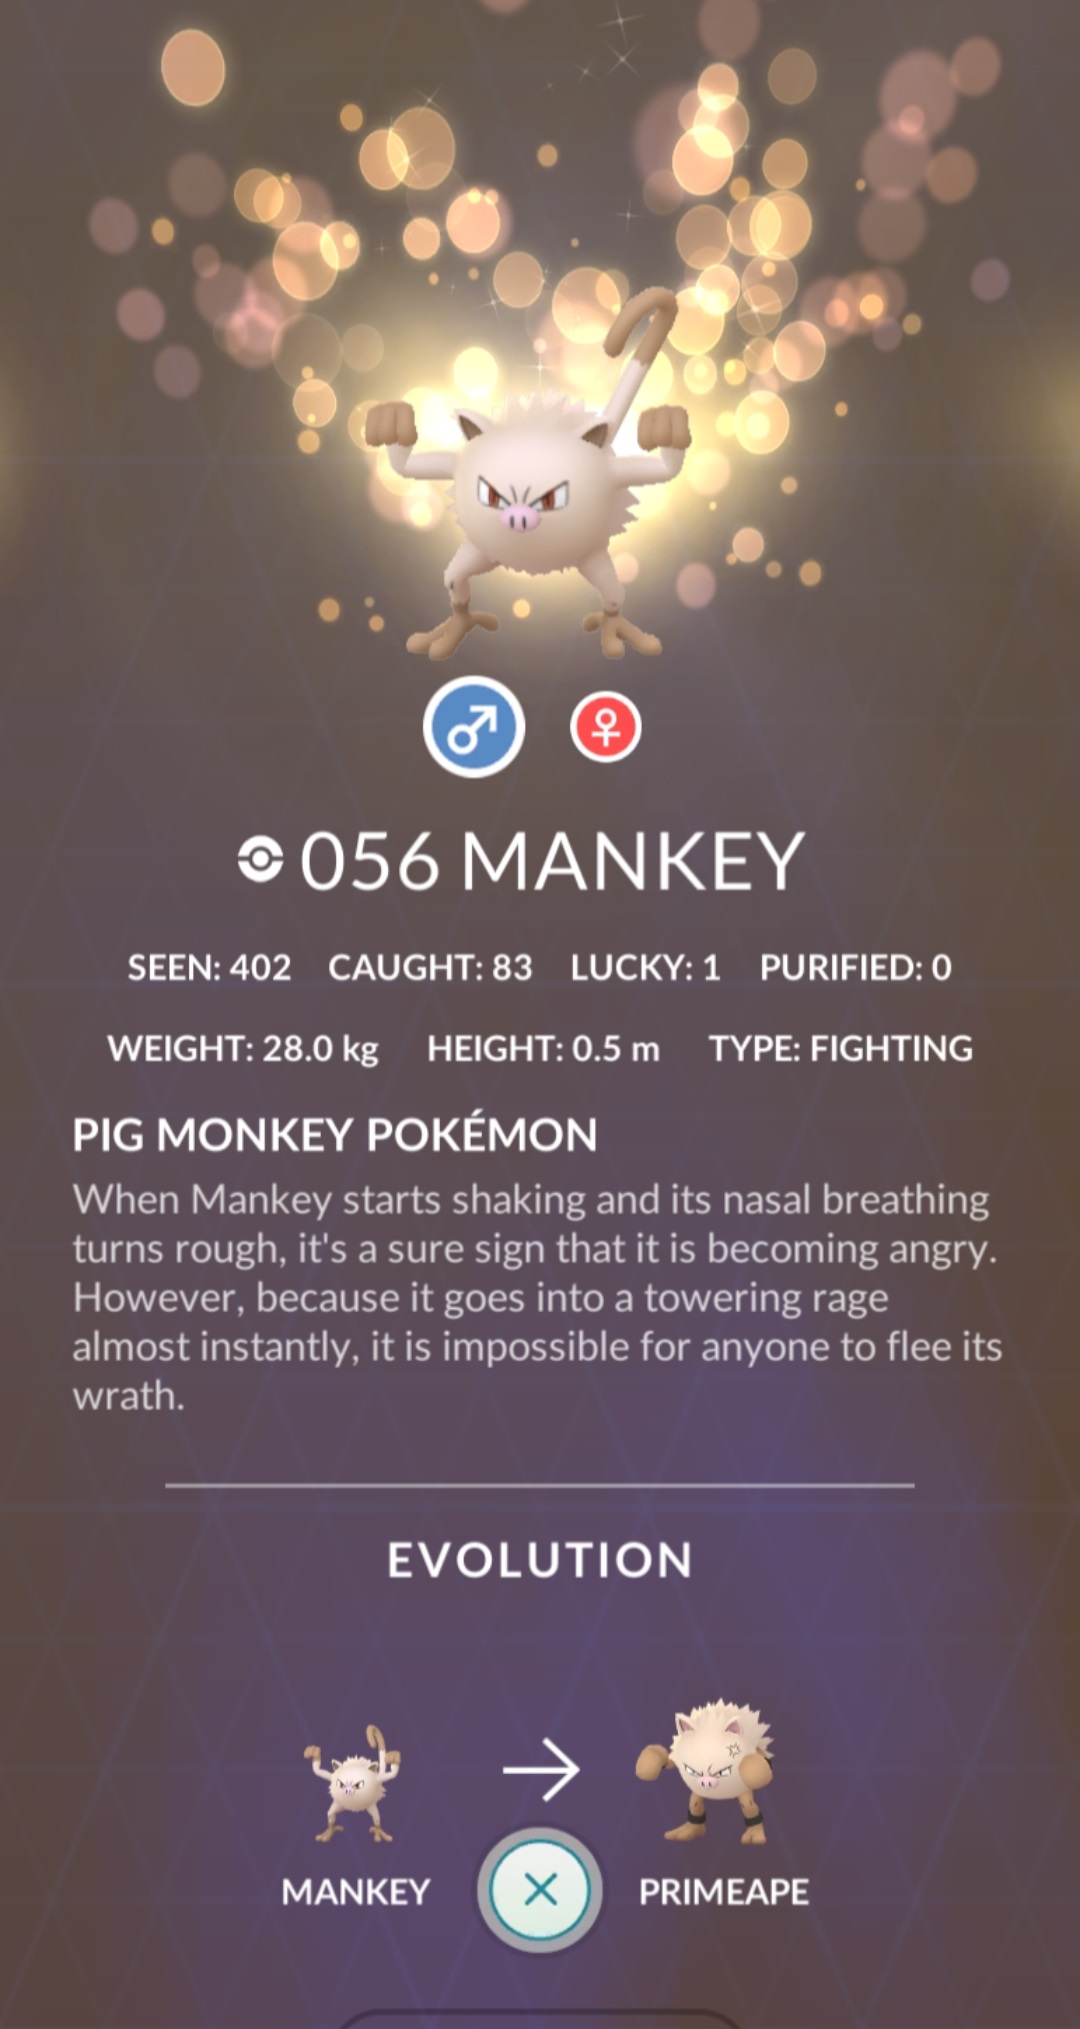 056 MANKEY
SEEN: 402 CAUGHT: 83 LUCKY: 1 PURIFIED: 0
WEIGHT: 28.0 kg HEIGHT: 0.5 m TYPE: FIGHTING
PIG MONKEY POKÉMON
When Mankey starts shaking and its nasal breathing
turns rough, it's a sure sign that it is becoming angry.
However, because it goes into a towering rage
almost instantly, it is impossible for anyone to flee its
wrath.
EVOLUTION
MANKEY PRIMEAPE